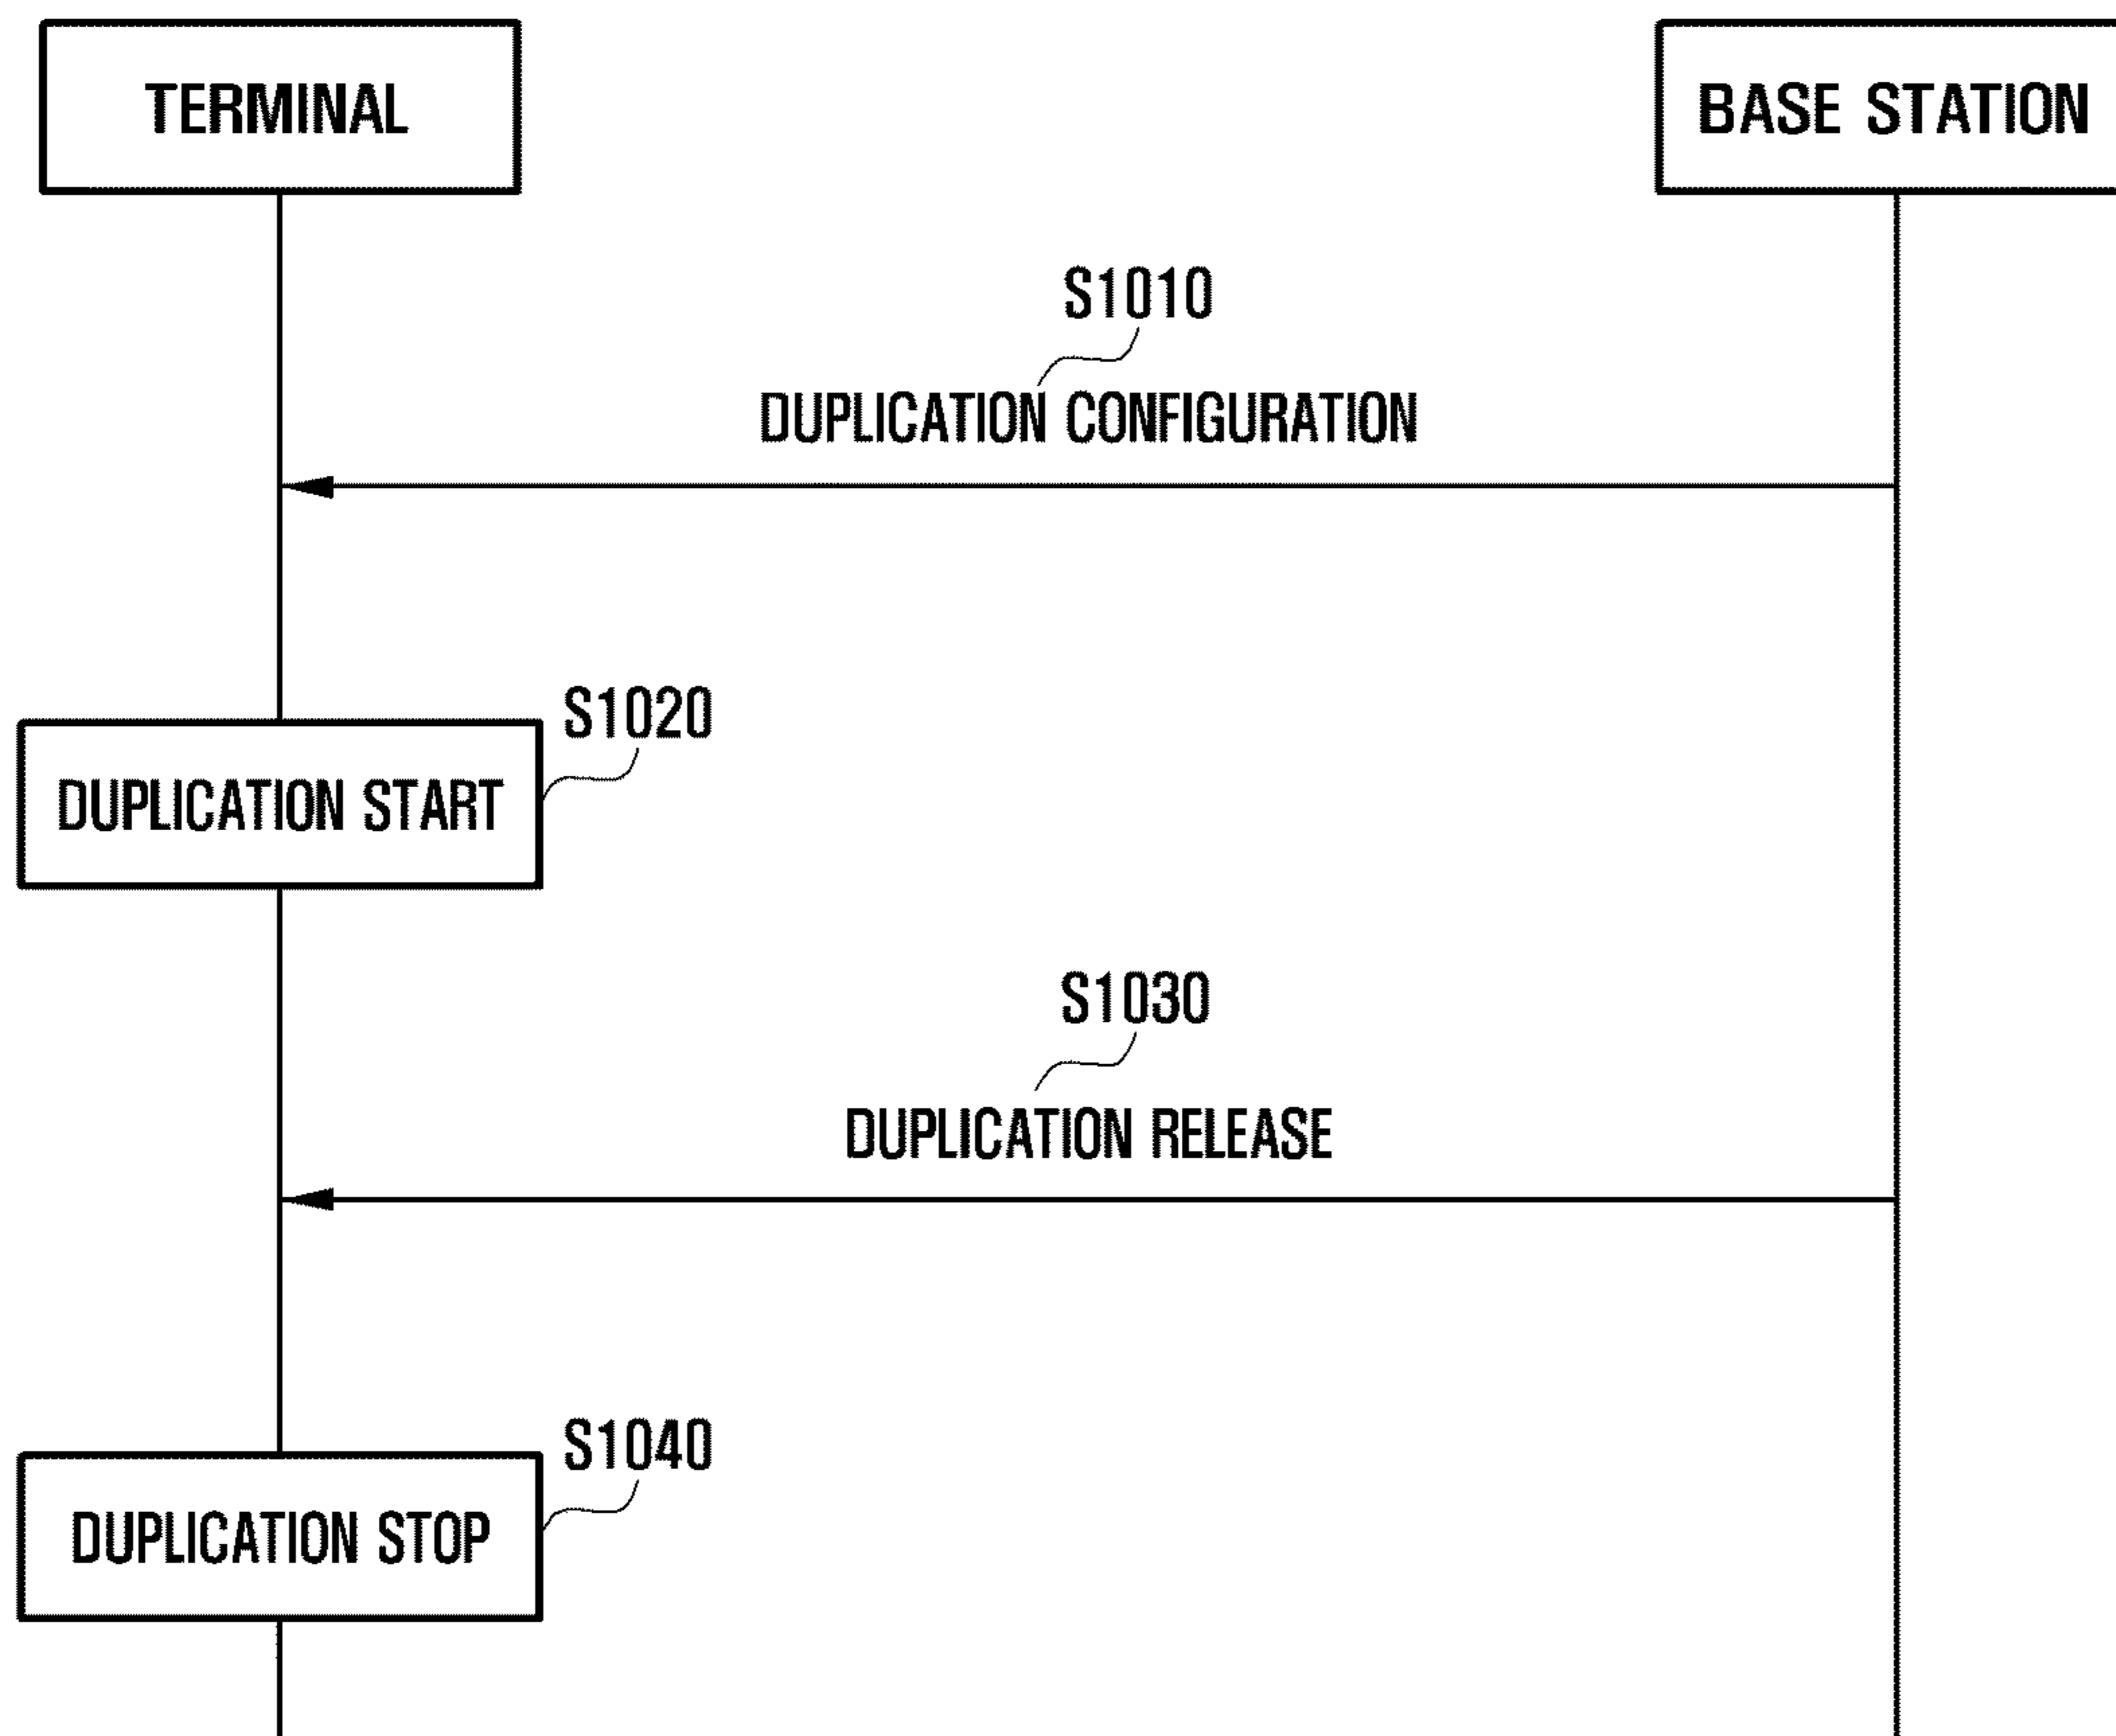 TERMINAL
BASE STATION
S1010
DUPLICATION CONFIGURATION
S1020
DUPLICATION START
S1030
DUPLICATION RELEASE
S1040
DUPLICATION STOP